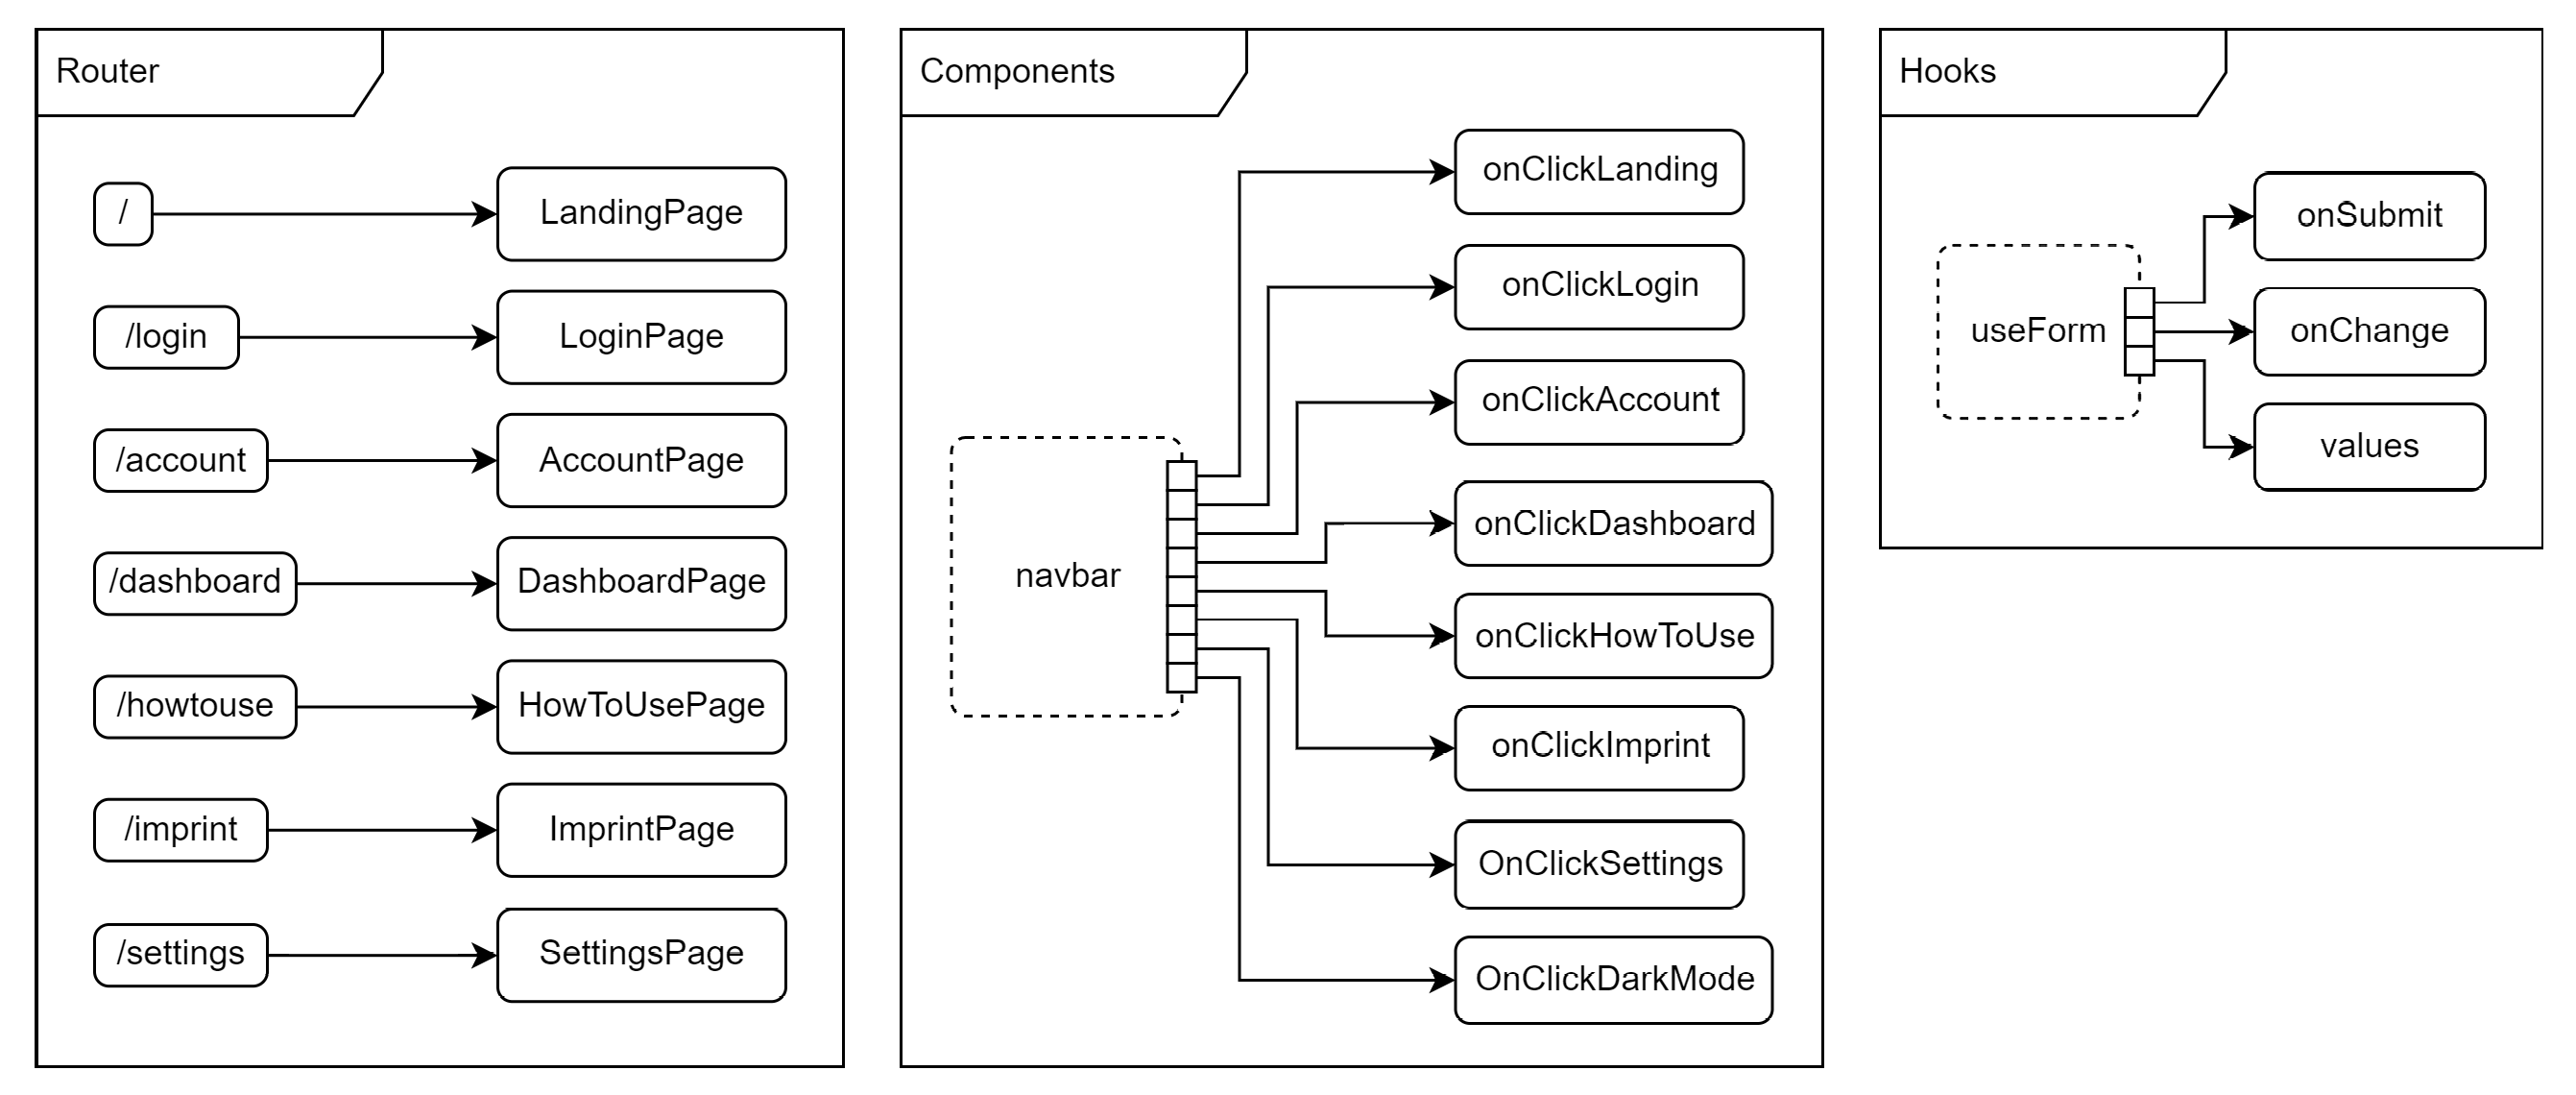 Router
/
LandingPage
/login
LoginPage
/account
AccountPage
/dashboard
DashboardPage
/howtouse
HowToUsePage
/imprint
ImprintPage
/settings
SettingsPage
Components
navbar
onClickLanding
onClickLogin
onClickAccount
onClickDashboard
onClickHowToUse
onClickImprint
OnClickSettings
OnClickDarkMode
Hooks
useForm
onSubmit
onChange
values